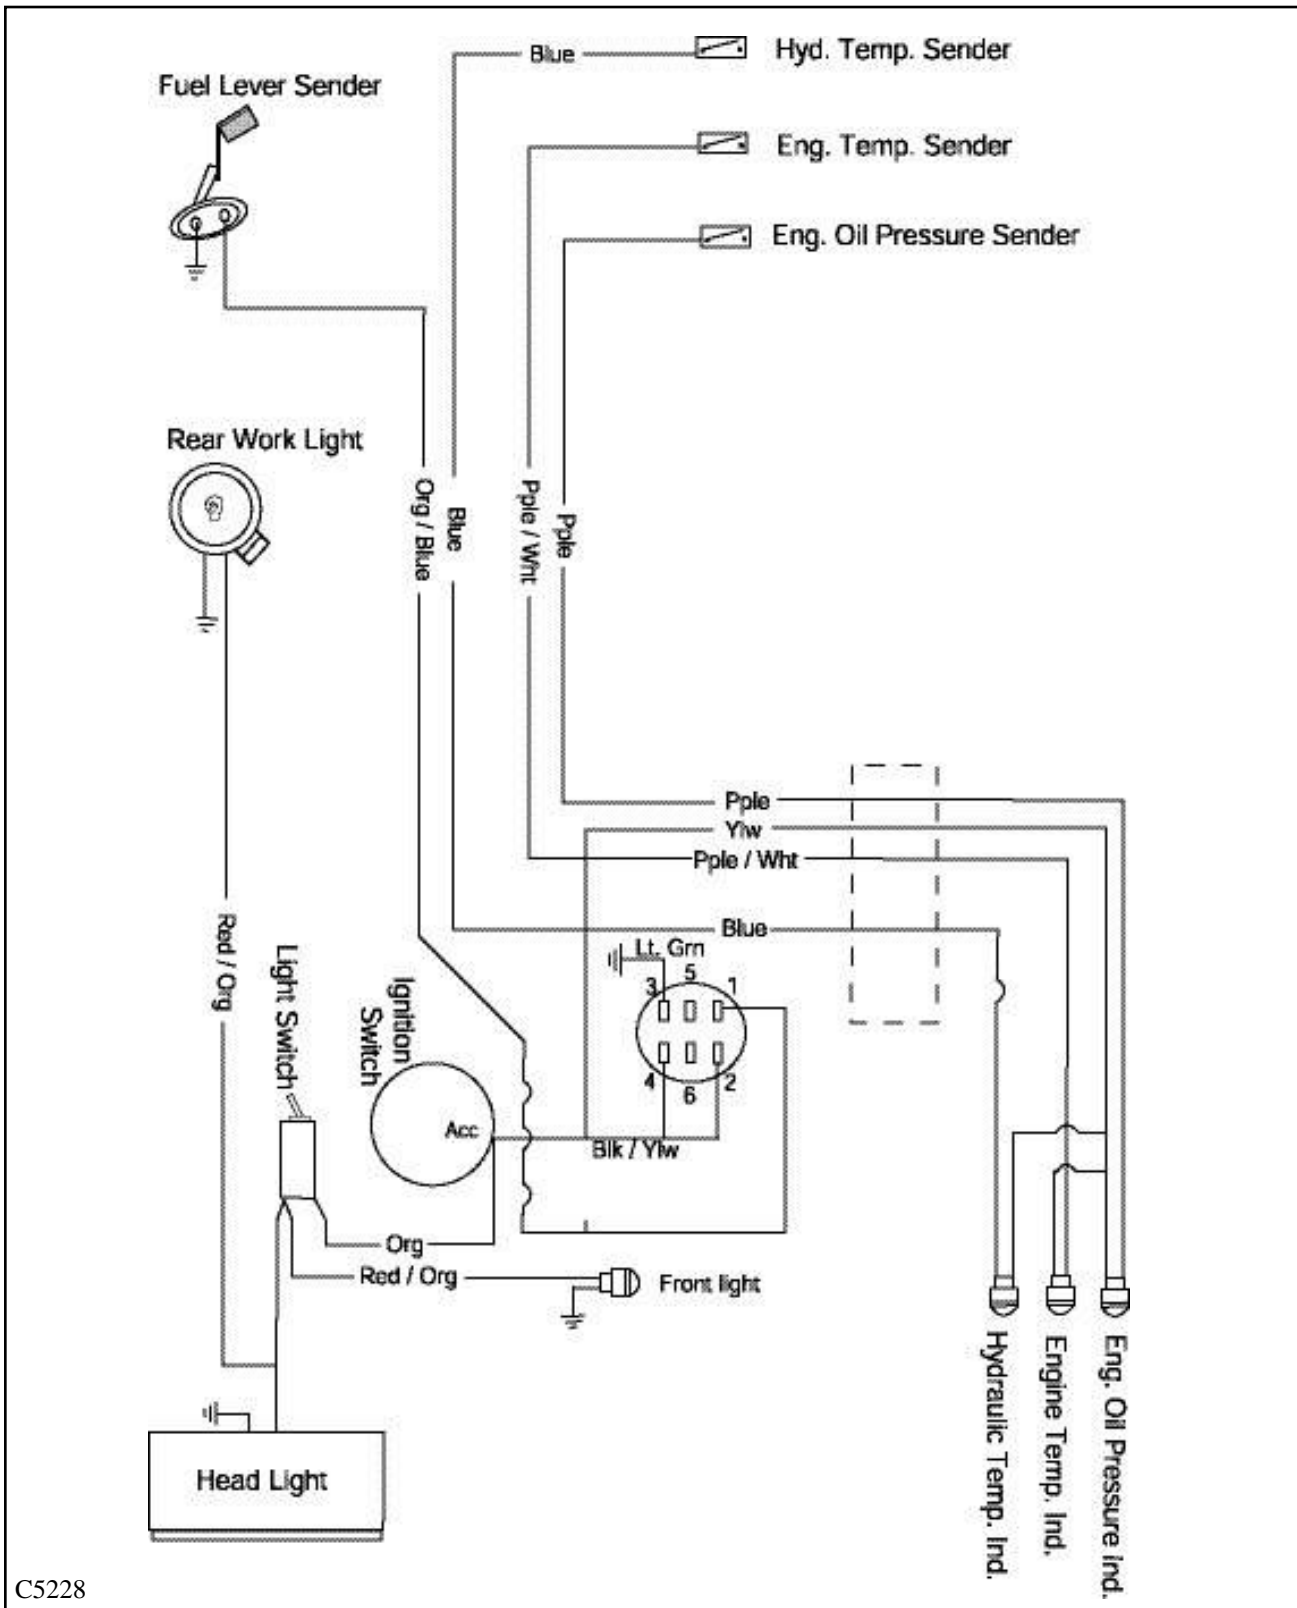 Blue
Hyd. Temp. Sender
Fuel Lever Sender
Eng. Temp. Sender
Eng. Oil Pressure Sender
Rear Work Light
Org / Blue
Blue
Pple / Wht
Pple
Pple
Ylw
Pple / Wht
Blue
Red / Org
Light Switch
Ignition
Switch
Lt. Grn
3
5
1
4
6
2
Acc
Blk / Ylw
Org
Red / Org
Front light
Hydraulic Temp. Ind.
Engine Temp. Ind.
Eng. Oil Pressure ind.
Head Light
C5228